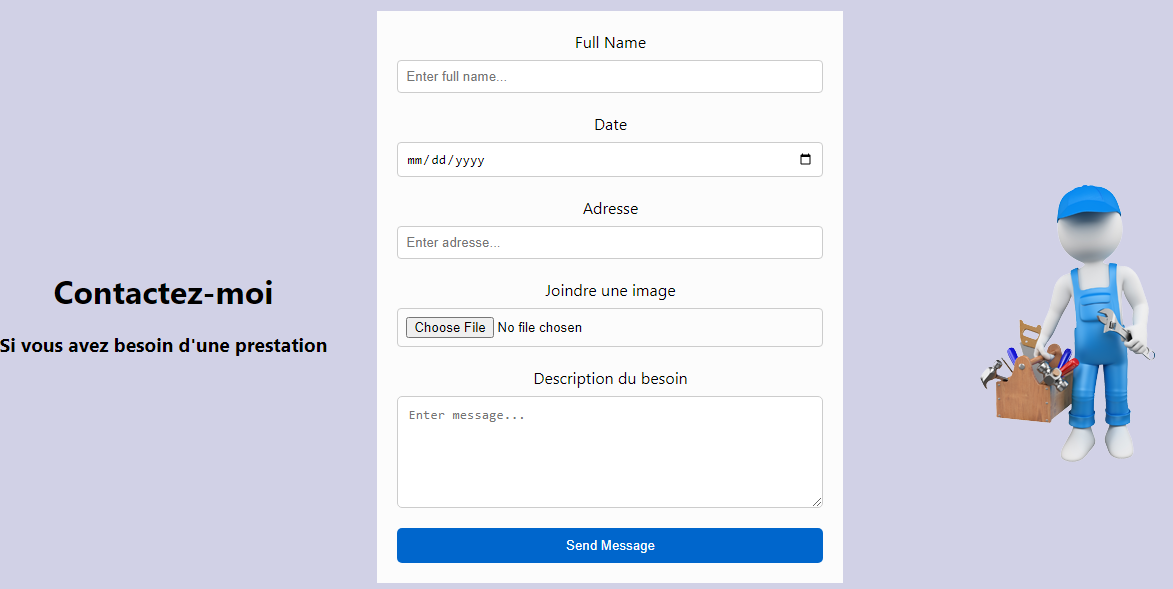 Contactez-moi
Si vous avez besoin d'une prestation
Full Name
Enter full name...
Date
mm/dd/yyyy
Adresse
Enter adresse...
Joindre une image
Choose File No file chosen
Description du besoin
Enter message...
Send Message